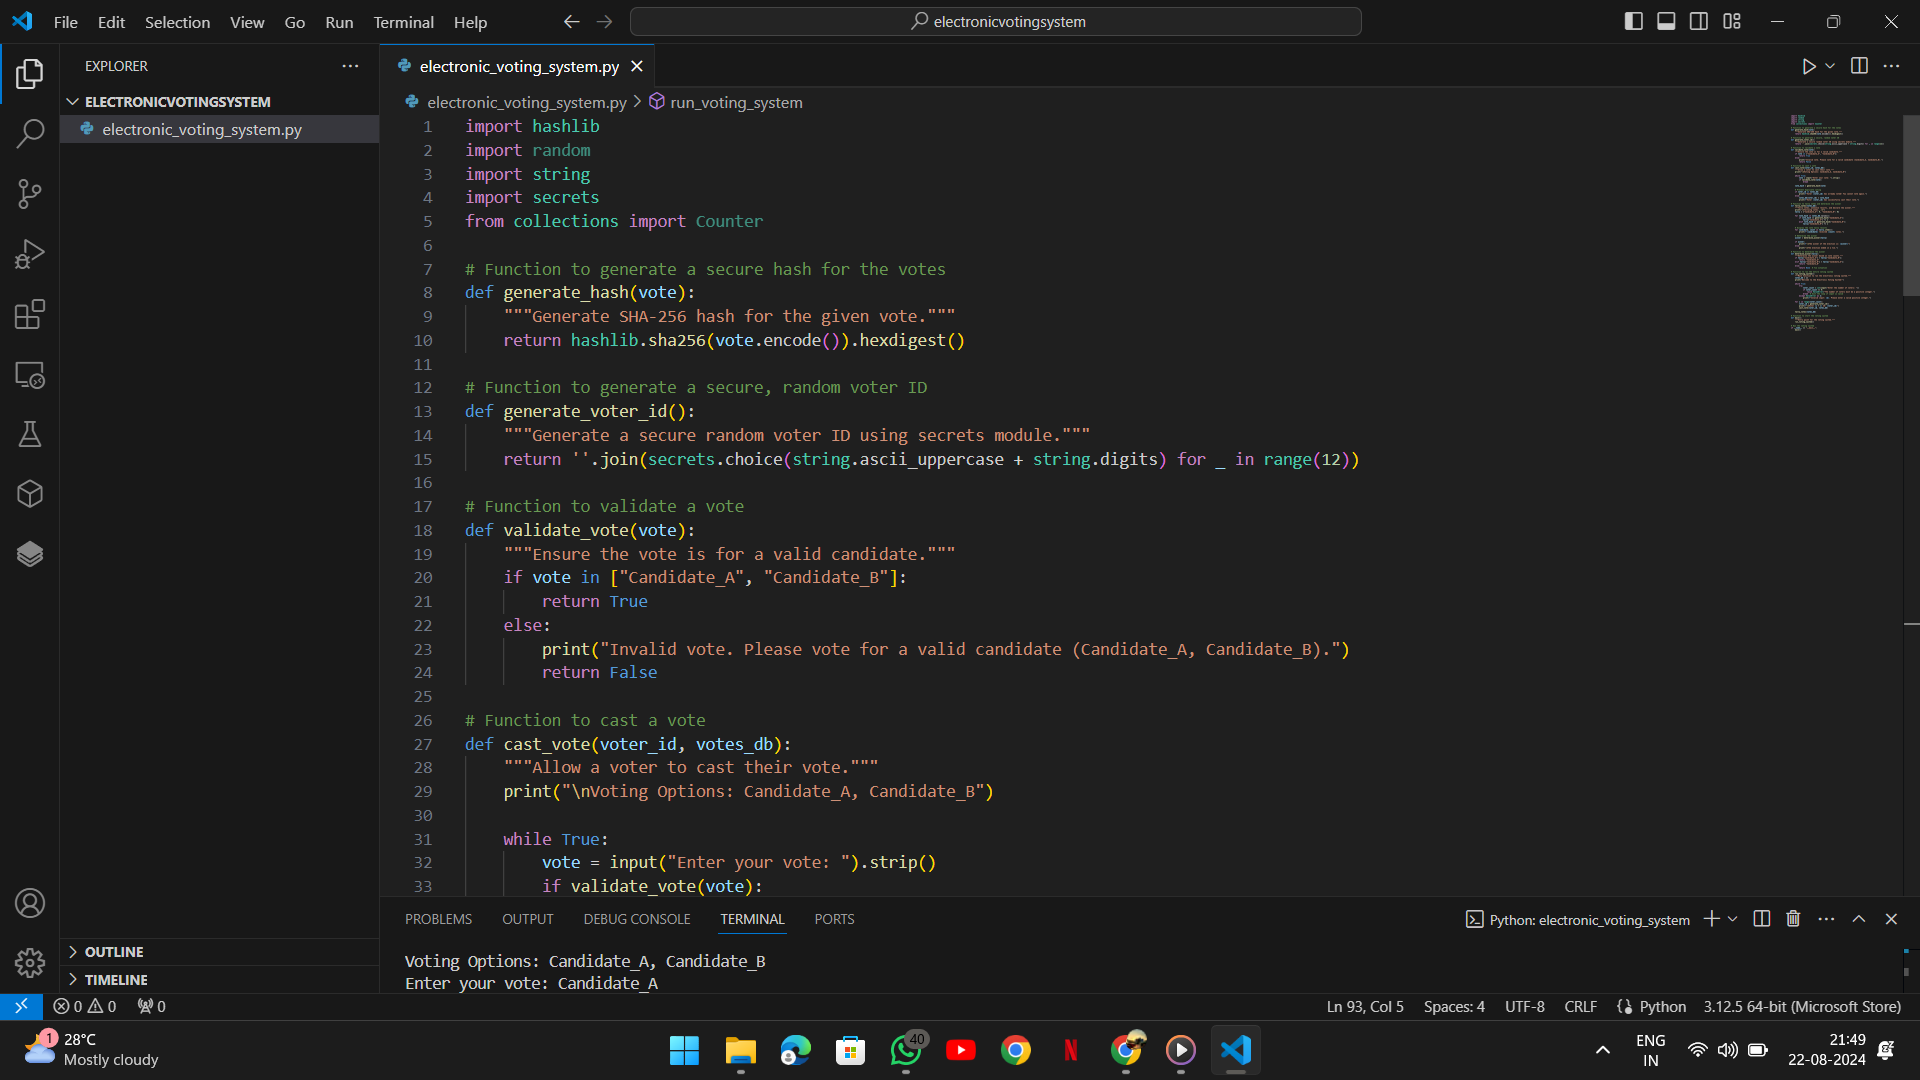 File Edit Selection View Go Run Terminal Help
electronicvotingsystem
EXPLORER
ELECTRONICVOTINGSYSTEM
electronic_voting_system.py
OUTLINE
TIMELINE
electronic_voting_system.py
electronic_voting_system.py > run_voting_system
1 import hashlib
2 import random
3 import string
4 import secrets
5 from collections import Counter
6
7 # Function to generate a secure hash for the votes
8 def generate_hash(vote):
9     """Generate SHA-256 hash for the given vote."""
10     return hashlib.sha256(vote.encode()).hexdigest()
11
12 # Function to generate a secure, random voter ID
13 def generate_voter_id():
14     """Generate a secure random voter ID using secrets module."""
15     return ''.join(secrets.choice(string.ascii_uppercase + string.digits) for _ in range(12))
16
17 # Function to validate a vote
18 def validate_vote(vote):
19     """Ensure the vote is for a valid candidate."""
20     if vote in ["Candidate_A", "Candidate_B"]:
21         return True
22     else:
23         print("Invalid vote. Please vote for a valid candidate (Candidate_A, Candidate_B).")
24         return False
25
26 # Function to cast a vote
27 def cast_vote(voter_id, votes_db):
28     """Allow a voter to cast their vote."""
29     print("\nVoting Options: Candidate_A, Candidate_B")
30
31     while True:
32         vote = input("Enter your vote: ").strip()
33         if validate_vote(vote):
PROBLEMS OUTPUT DEBUG CONSOLE TERMINAL PORTS
Python: electronic_voting_system
Voting Options: Candidate_A, Candidate_B
Enter your vote: Candidate_A
0 0 0
Ln 93, Col 5 Spaces: 4 UTF-8 CRLF Python 3.12.5 64-bit (Microsoft Store)
1
28°C
Mostly cloudy
40
ENG
IN
21:49
22-08-2024